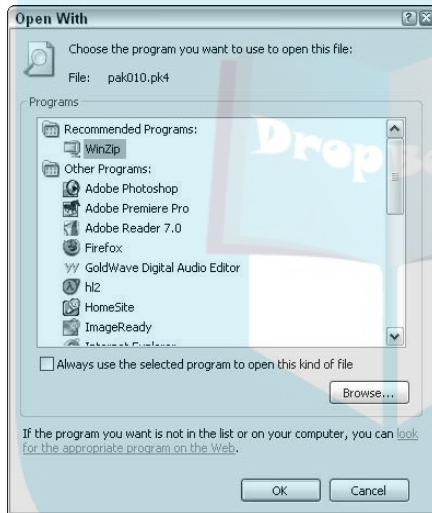 Open With
Choose the program you want to use to open this file:
File: pak010.pk4
Programs
Recommended Programs:
WinZip
Other Programs:
Adobe Photoshop
Adobe Premiere Pro
Adobe Reader 7.0
Firefox
GoldWave Digital Audio Editor
hl2
HomeSite
ImageReady
Internet Explorer
Always use the selected program to open this kind of file
Browse...
If the program you want is not in the list or on your computer, you can look
for the appropriate program on the Web.
OK
Cancel